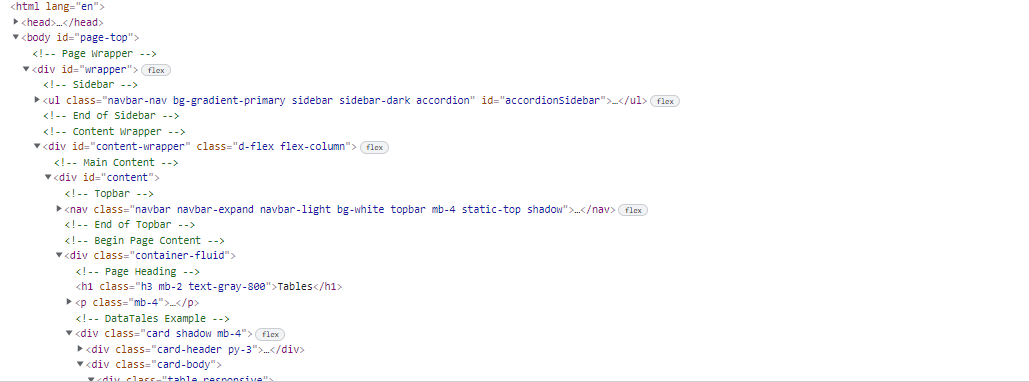 <html lang="en">
<head>…</head>
<body id="page-top">
<!-- Page Wrapper -->
<div id="wrapper"> flex
<!-- Sidebar -->
<ul class="navbar-nav bg-gradient-primary sidebar sidebar-dark accordion" id="accordionSidebar">…</ul> flex
<!-- End of Sidebar -->
<!-- Content Wrapper -->
<div id="content-wrapper" class="d-flex flex-column"> flex
<!-- Main Content -->
<div id="content">
<!-- Topbar -->
<nav class="navbar navbar-expand navbar-light bg-white topbar mb-4 static-top shadow">…</nav> flex
<!-- End of Topbar -->
<!-- Begin Page Content -->
<div class="container-fluid">
<!-- Page Heading -->
<h1 class="h3 mb-2 text-gray-800">Tables</h1>
<p class="mb-4">…</p>
<!-- DataTales Example -->
<div class="card shadow mb-4"> flex
<div class="card-header py-3">…</div>
<div class="card-body">
<div class="table-responsive">